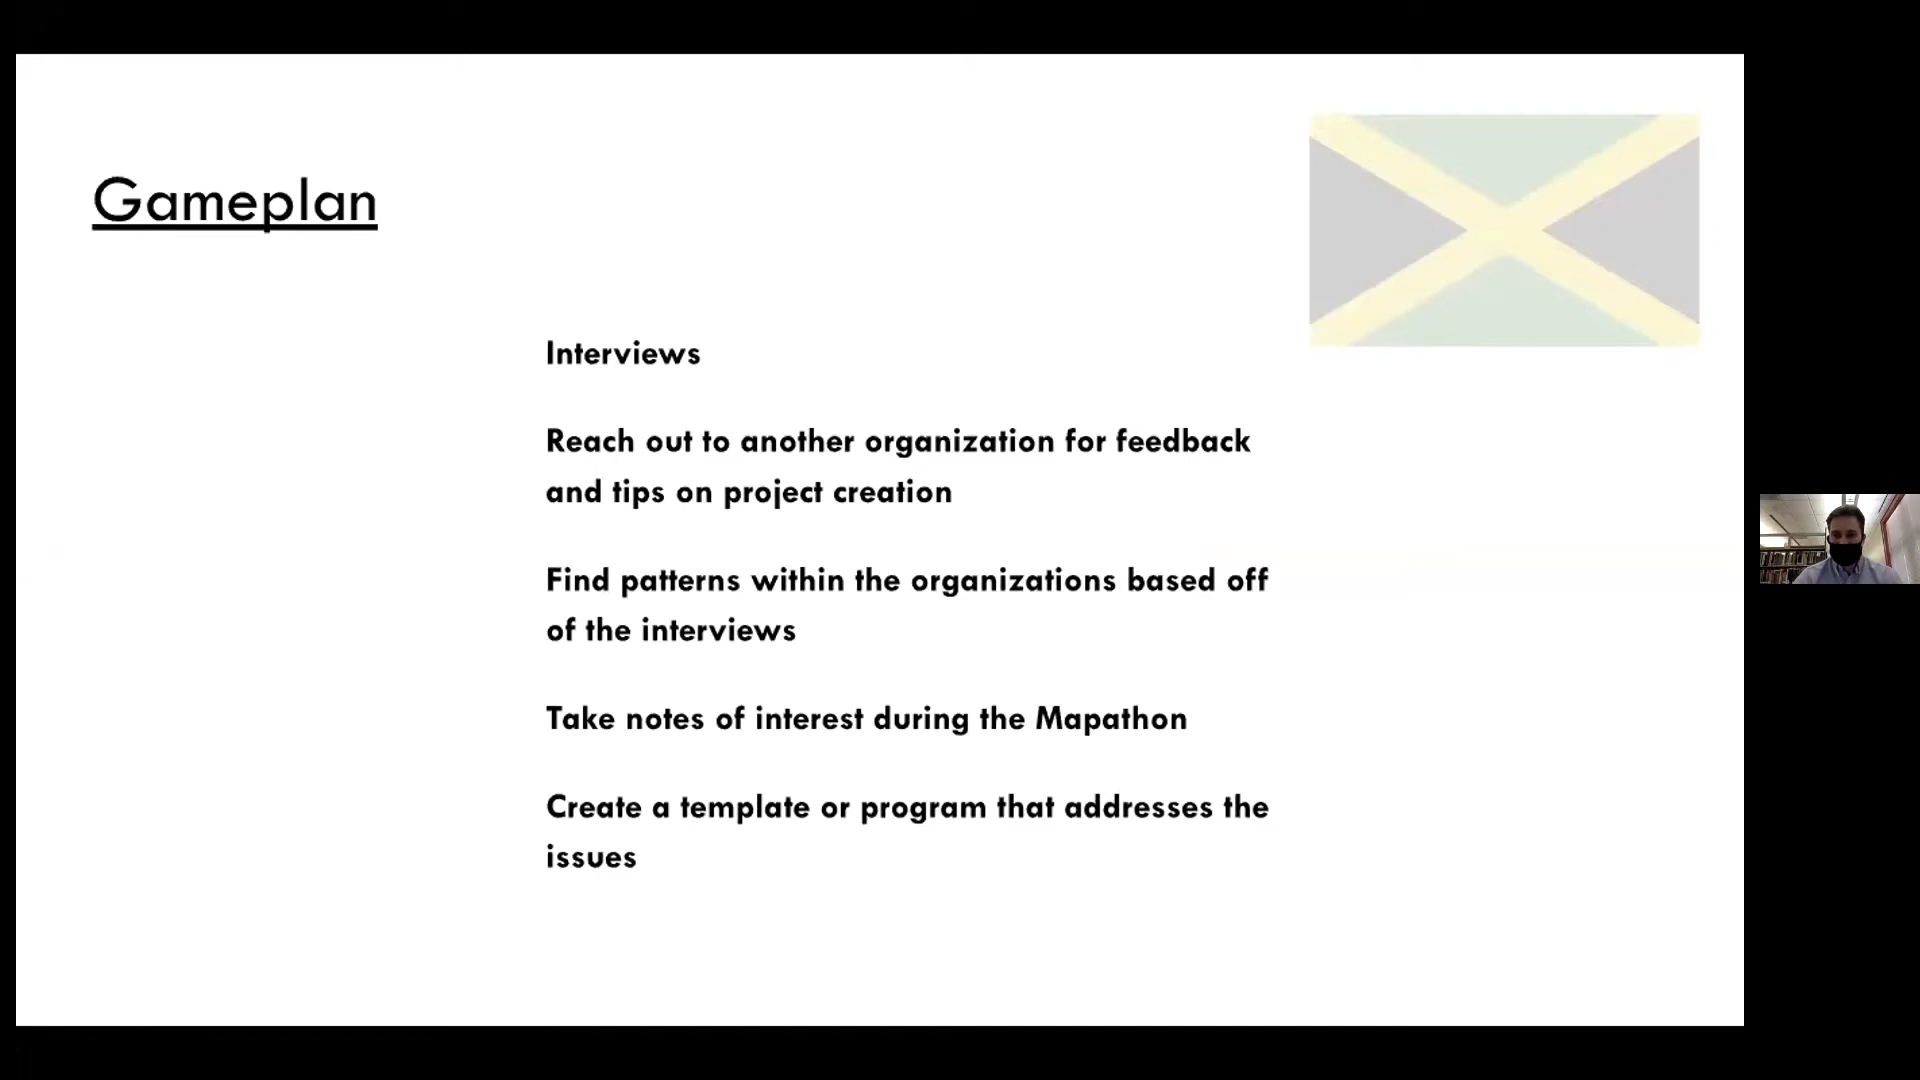 Gameplan
Interviews
Reach out to another organization for feedback
and tips on project creation
Find patterns within the organizations based off
of the interviews
Take notes of interest during the Mapathon
Create a template or program that addresses the
issues